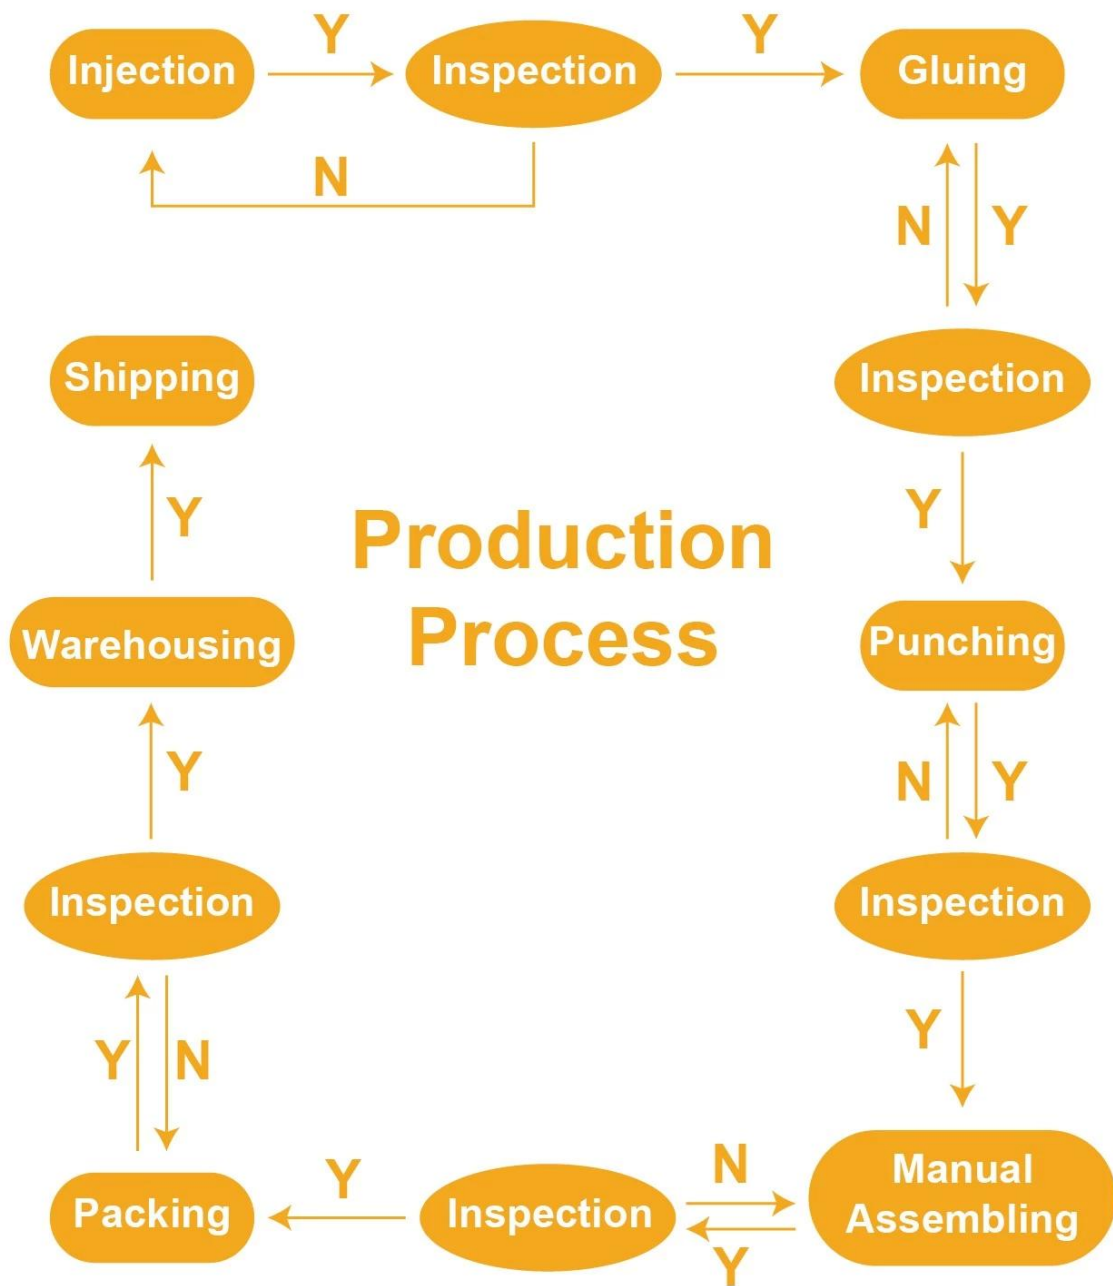 Injection
Y
Inspection
Y
Gluing
N
N
Y
Inspection
Y
Punching
N
Y
Inspection
Y
Manual
Assembling
N
Y
Inspection
Y
Packing
Y
N
Inspection
Y
Warehousing
Y
Shipping
Production
Process